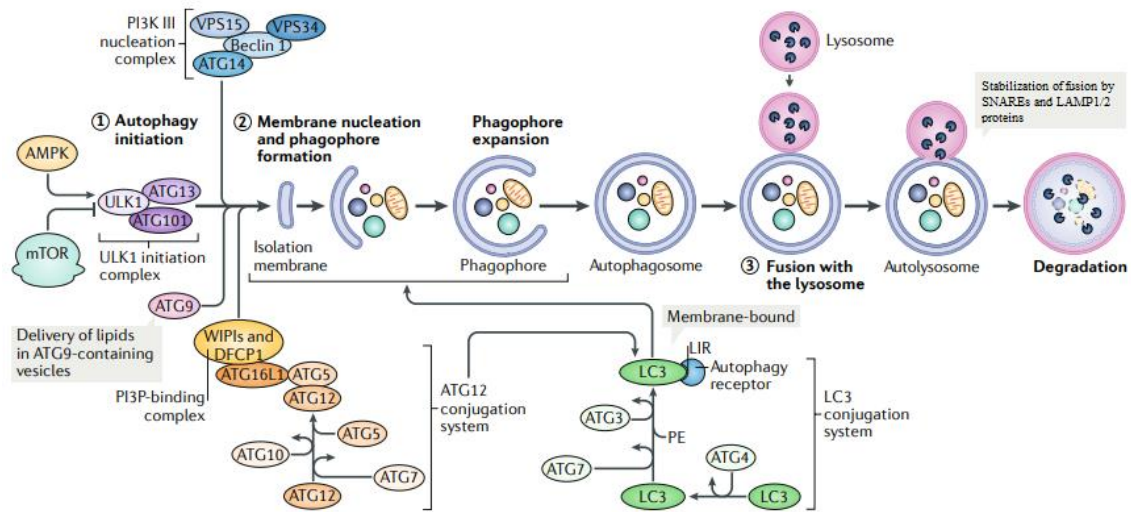 PI3K III
nucleation
complex
VPS15
VPS34
Beclin 1
ATG14
Lysosome
Stabilization of fusion by
SNAREs and LAMP1/2
proteins
1 Autophagy
initiation
2 Membrane nucleation
and phagophore
formation
Phagophore
expansion
AMPK
ULK1
ATG13
ATG101
mTOR
ULK1 initiation
complex
Isolation
membrane
Phagophore
Autophagosome
3 Fusion with
the lysosome
Autolysosome
Degradation
ATG9
Delivery of lipids
in ATG9-containing
vesicles
WIPIs and
DFCP1
PI3P-binding
complex
ATG16L1
ATG5
ATG12
ATG5
ATG10
ATG7
ATG12
ATG12
conjugation
system
Membrane-bound
LIR
LC3
Autophagy
receptor
ATG3
PE
ATG7
ATG4
LC3
LC3
LC3
conjugation
system